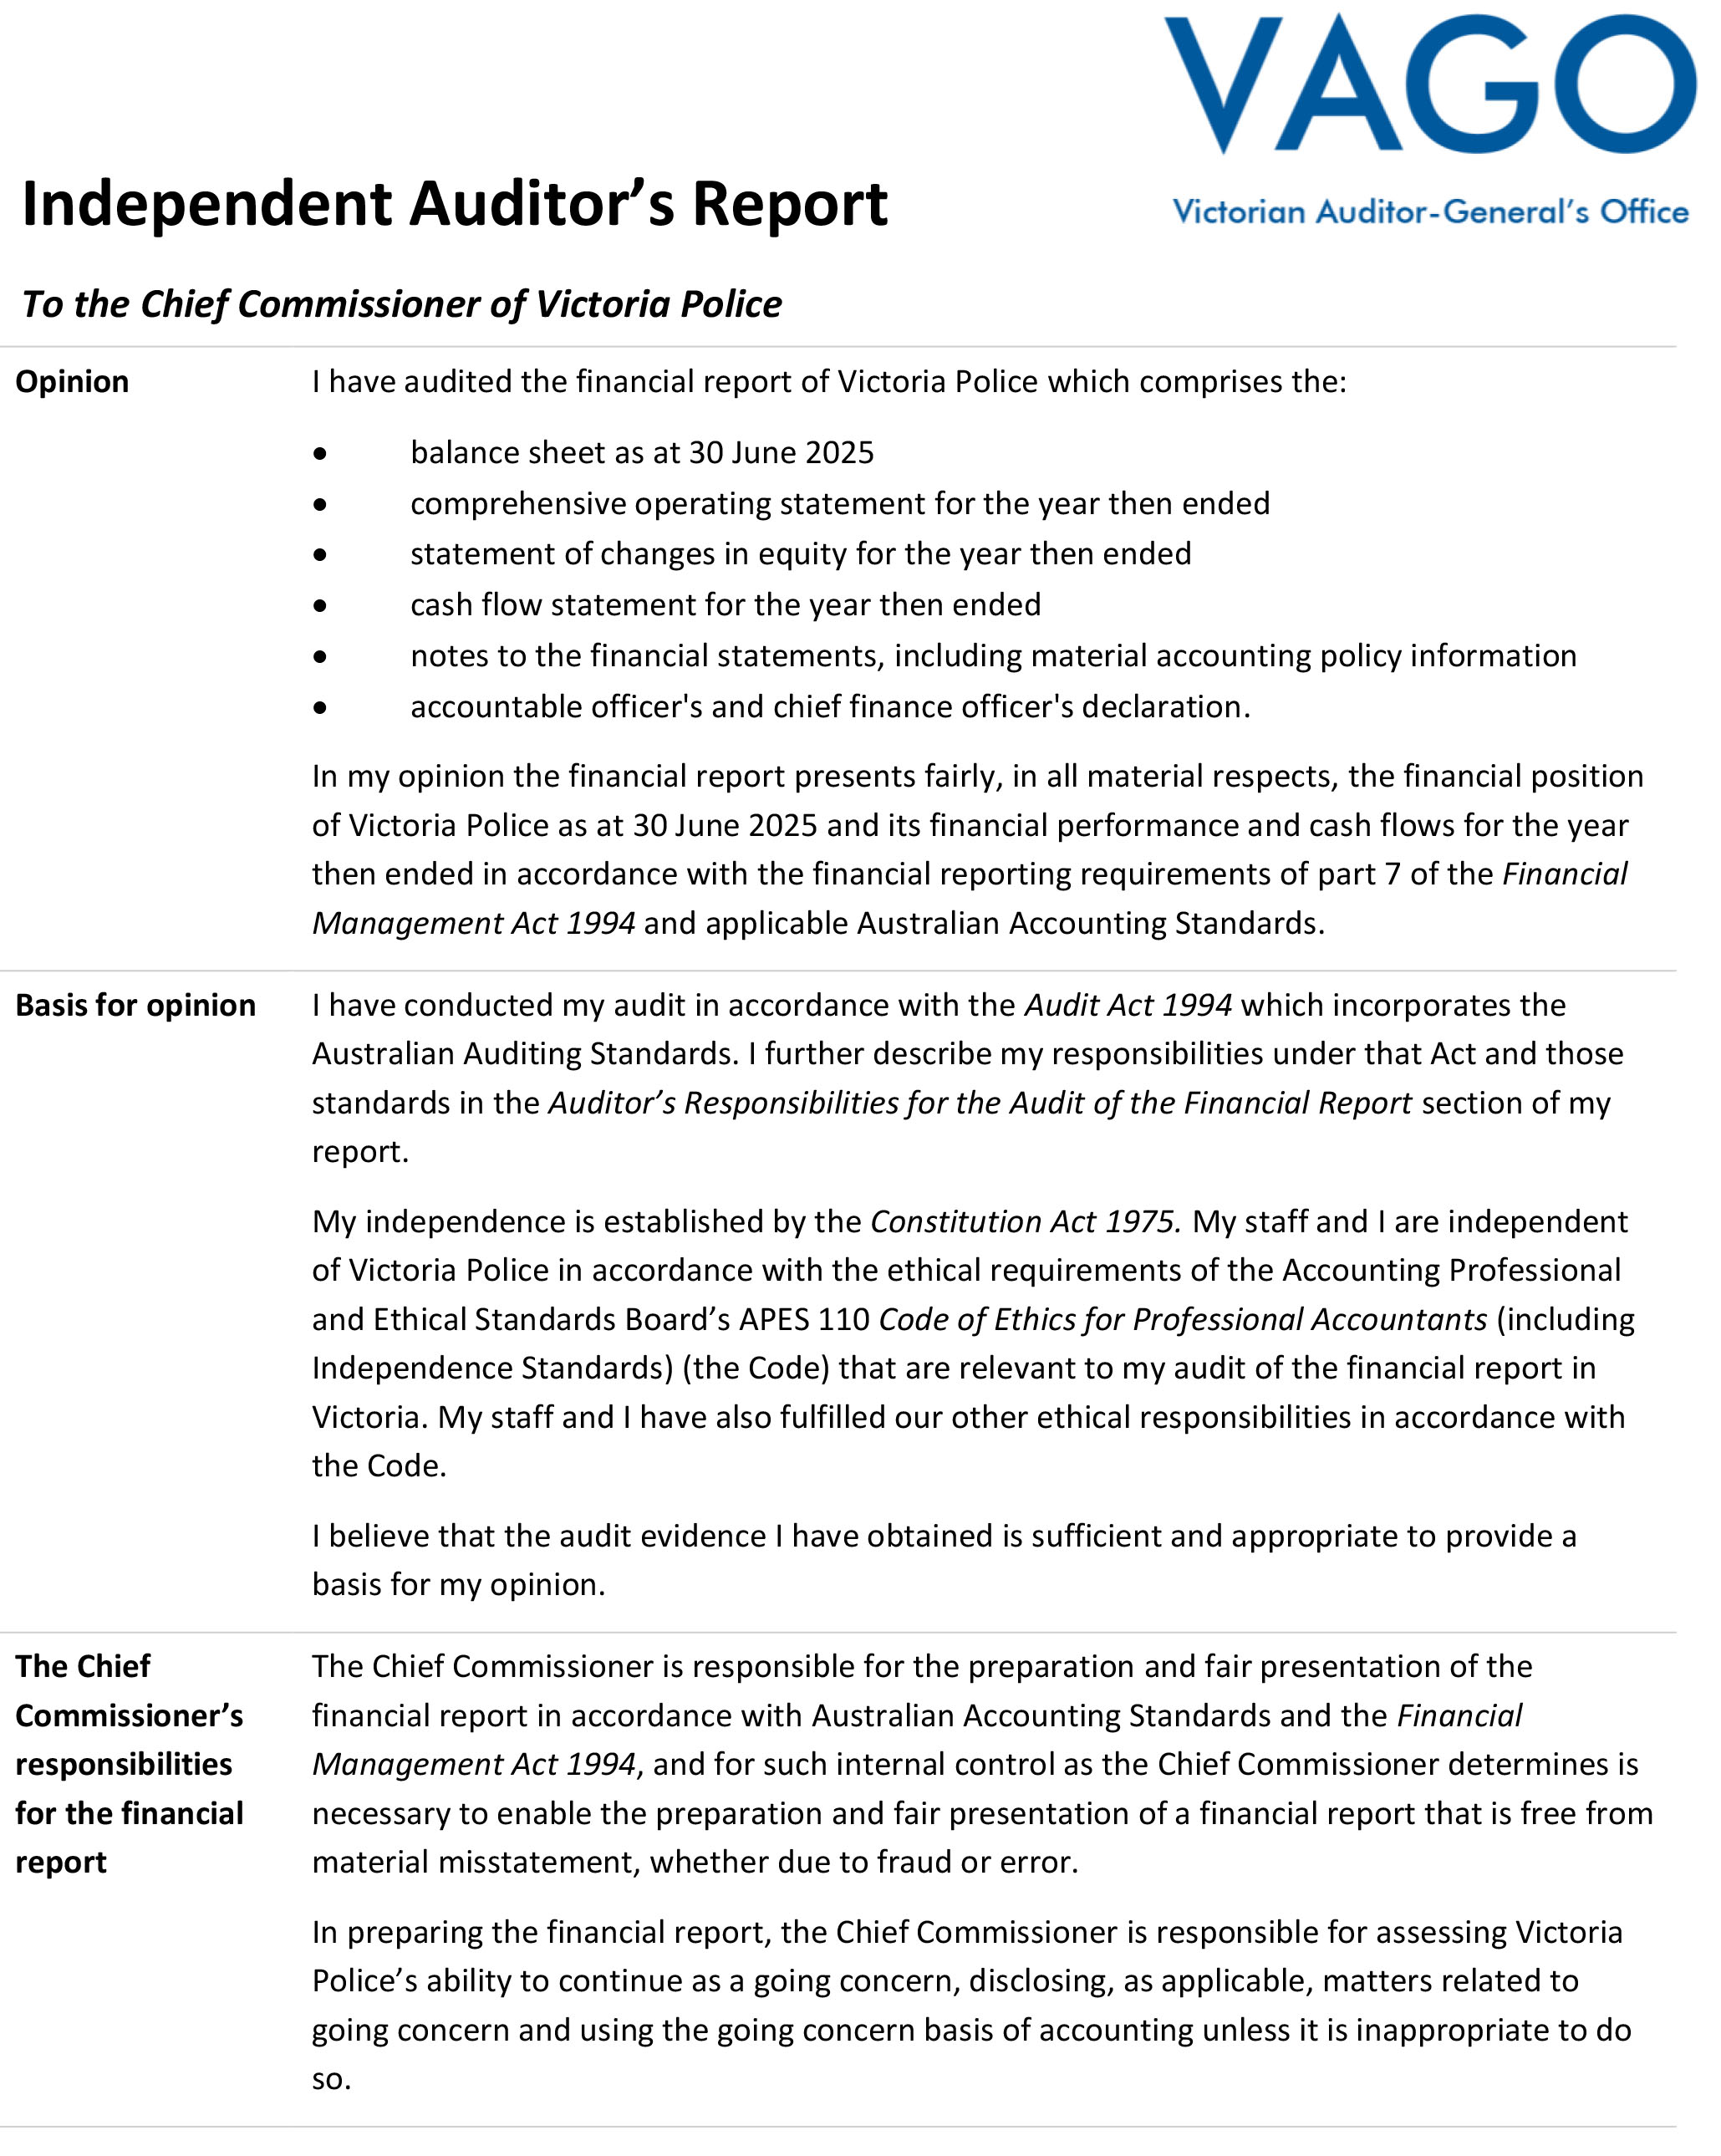 VAGO
Victorian Auditor-General's Office
Independent Auditor’s Report
To the Chief Commissioner of Victoria Police
Opinion
I have audited the financial report of Victoria Police which comprises the:
• balance sheet as at 30 June 2025
• comprehensive operating statement for the year then ended
• statement of changes in equity for the year then ended
• cash flow statement for the year then ended
• notes to the financial statements, including material accounting policy information
• accountable officer's and chief finance officer's declaration.
In my opinion the financial report presents fairly, in all material respects, the financial position
of Victoria Police as at 30 June 2025 and its financial performance and cash flows for the year
then ended in accordance with the financial reporting requirements of part 7 of the Financial
Management Act 1994 and applicable Australian Accounting Standards.
Basis for opinion
I have conducted my audit in accordance with the Audit Act 1994 which incorporates the
Australian Auditing Standards. I further describe my responsibilities under that Act and those
standards in the Auditor’s Responsibilities for the Audit of the Financial Report section of my
report.
My independence is established by the Constitution Act 1975. My staff and I are independent
of Victoria Police in accordance with the ethical requirements of the Accounting Professional
and Ethical Standards Board’s APES 110 Code of Ethics for Professional Accountants (including
Independence Standards) (the Code) that are relevant to my audit of the financial report in
Victoria. My staff and I have also fulfilled our other ethical responsibilities in accordance with
the Code.
I believe that the audit evidence I have obtained is sufficient and appropriate to provide a
basis for my opinion.
The Chief
Commissioner’s
responsibilities
for the financial
report
The Chief Commissioner is responsible for the preparation and fair presentation of the
financial report in accordance with Australian Accounting Standards and the Financial
Management Act 1994, and for such internal control as the Chief Commissioner determines is
necessary to enable the preparation and fair presentation of a financial report that is free from
material misstatement, whether due to fraud or error.
In preparing the financial report, the Chief Commissioner is responsible for assessing Victoria
Police’s ability to continue as a going concern, disclosing, as applicable, matters related to
going concern and using the going concern basis of accounting unless it is inappropriate to do
so.